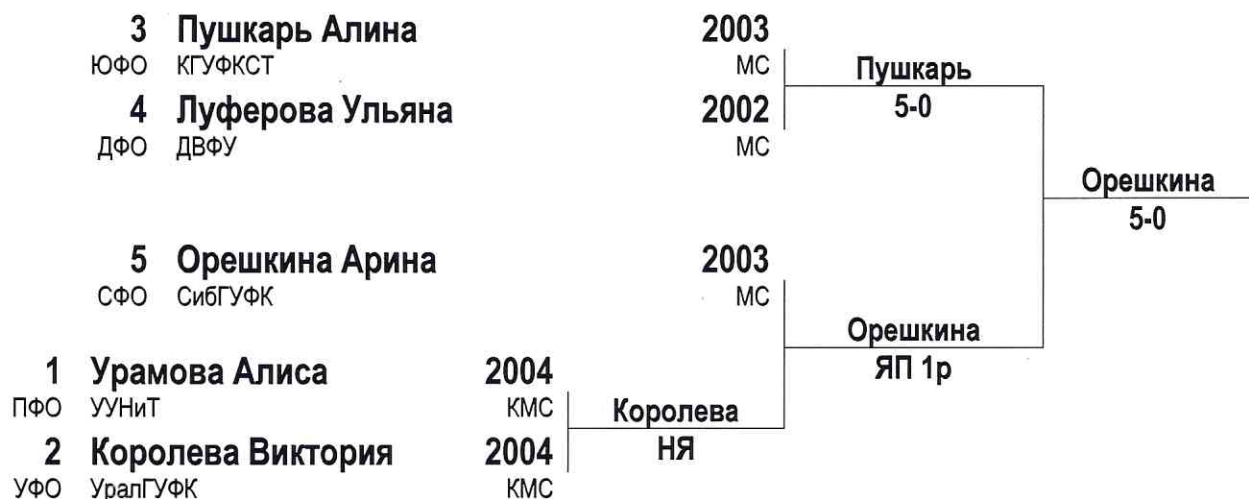 3 Пушкарь Алина 2003
ЮФО КГУФКСТ МС
Пушкарь
5-0
4 Луферова Ульяна 2002
ДФО ДВФУ МС
Орешкина
5-0
5 Орешкина Арина 2003
СФО СибГУФК МС
Орешкина
ЯП 1р
1 Урамова Алиса 2004
ПФО УУНиТ КМС
Королева
НЯ
2 Королева Виктория 2004
УФО УралГУФК КМС